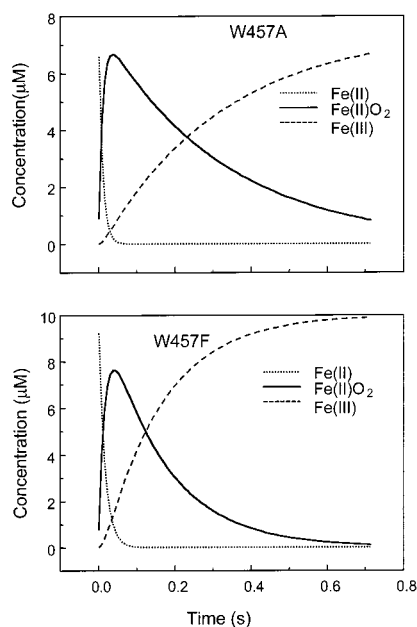 W457A
8
6
4
2
0
Concentration(μM)
Fe(II)
Fe(II)O₂
Fe(III)
W457F
10
8
6
4
2
0
Concentration (μM)
Fe(II)
Fe(II)O₂
Fe(III)
0.0 0.2 0.4 0.6 0.8
Time (s)